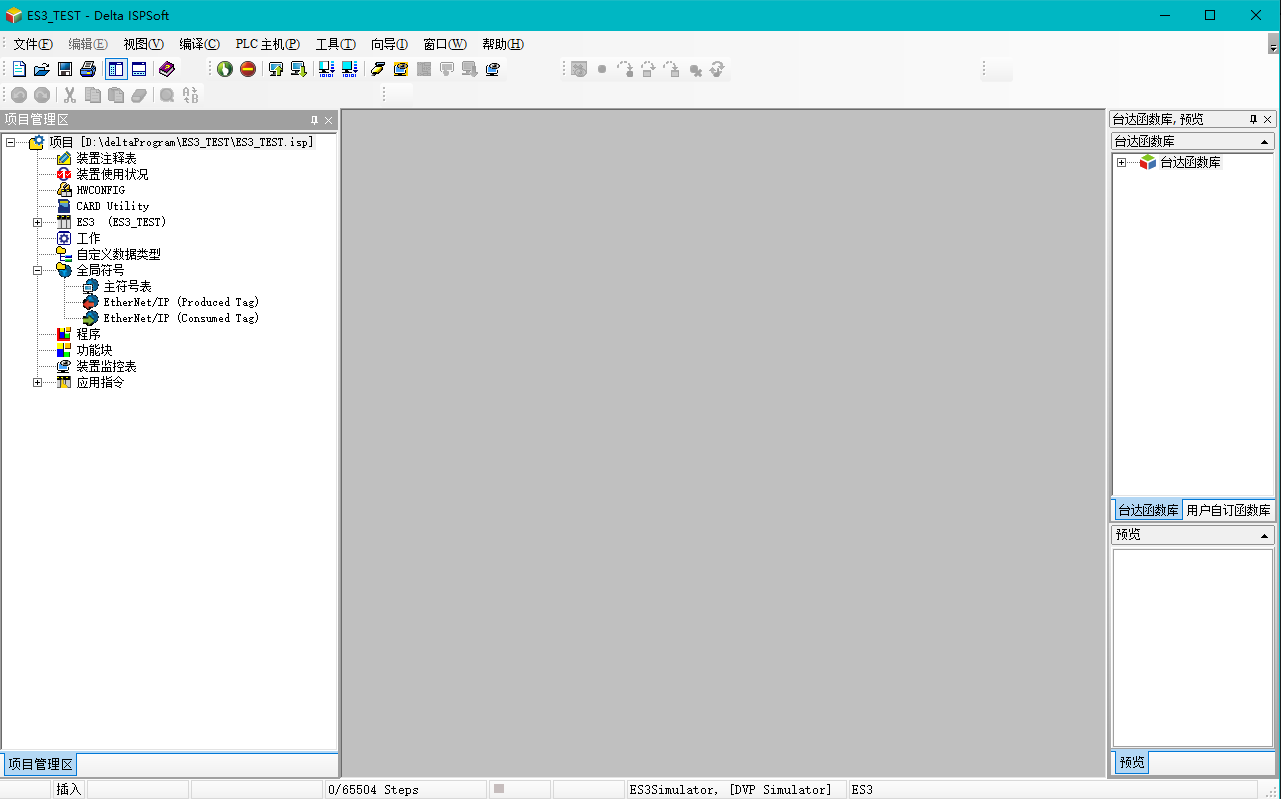 ES3_TEST - Delta ISPSoft
文件(F) 编辑(E) 视图(V) 编译(C) PLC 主机(P) 工具(T) 向导(I) 窗口(W) 帮助(H)
项目管理区
项目 [D:\deltaProgram\ES3_TEST\ES3_TEST.isp]
装置注释表
装置使用状况
HWCONFIG
CARD Utility
ES3 (ES3_TEST)
工作
自定义数据类型
全局符号
主符号表
EtherNet/IP (Produced Tag)
EtherNet/IP (Consumed Tag)
程序
功能块
装置监控表
应用指令
项目管理区
台达函数库, 预览
台达函数库
台达函数库
台达函数库 用户自订函数库
预览
预览
插入 0/65504 Steps ES3Simulator, [DVP Simulator] ES3